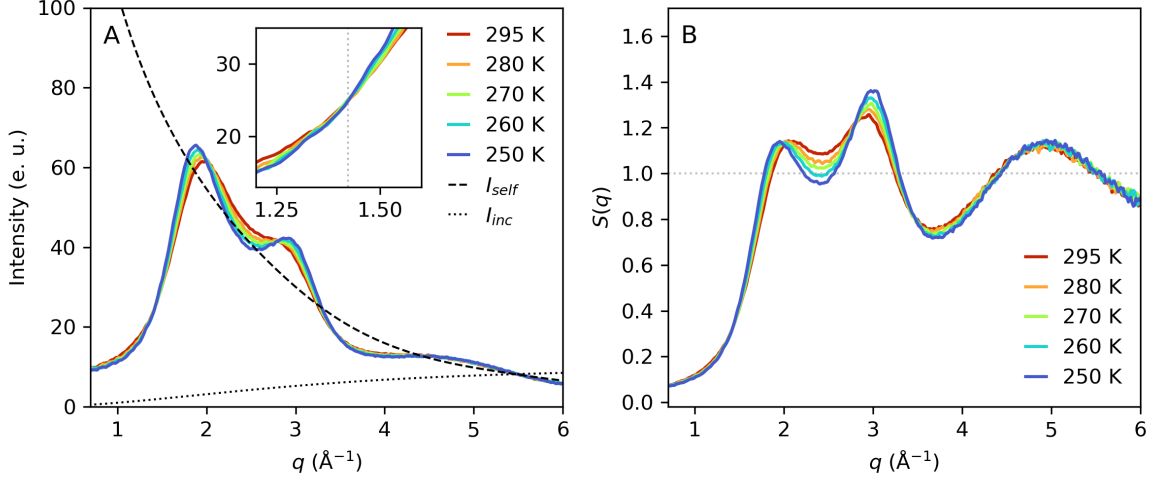 A
Intensity (e. u.)
100
80
60
40
20
0
1
2
3
4
5
6
q (Å⁻¹)
30
20
1.25
1.50
295 K
280 K
270 K
260 K
250 K
I_self
I_inc
B
S(q)
1.6
1.4
1.2
1.0
0.8
0.6
0.4
0.2
0.0
1
2
3
4
5
6
q (Å⁻¹)
295 K
280 K
270 K
260 K
250 K